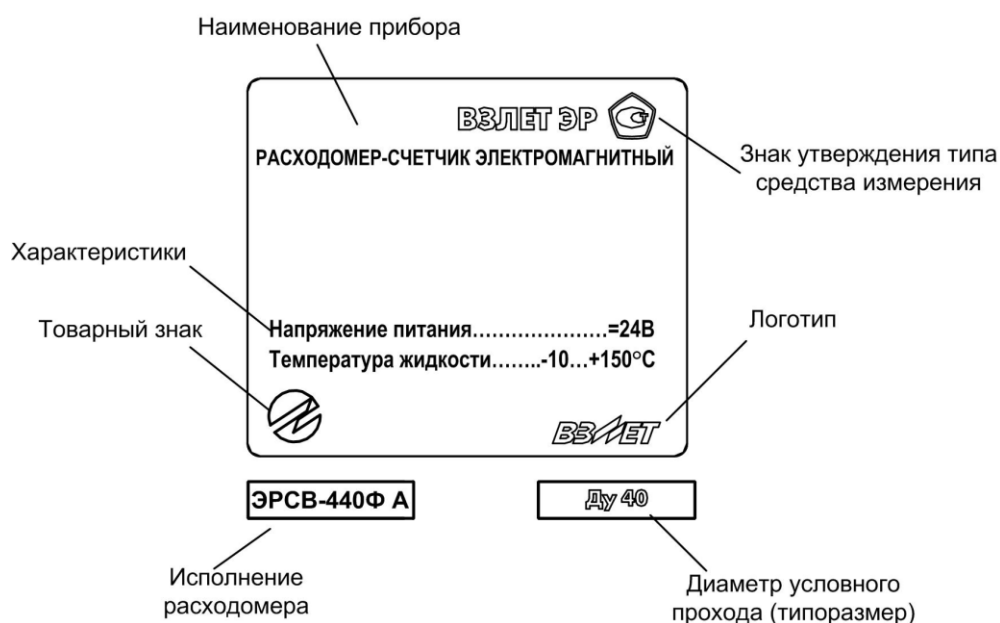 Наименование прибора
ВЗЛЕТ ЭР
РАСХОДОМЕР-СЧЕТЧИК ЭЛЕКТРОМАГНИТНЫЙ
Знак утверждения типа
средства измерения
Характеристики
Товарный знак
Напряжение питания.....................=24В
Температура жидкости........-10...+150°С
Логотип
ВЗЛЕТ
ЭРСВ-440Ф А
Ду 40
Исполнение
расходомера
Диаметр условного
прохода (типоразмер)